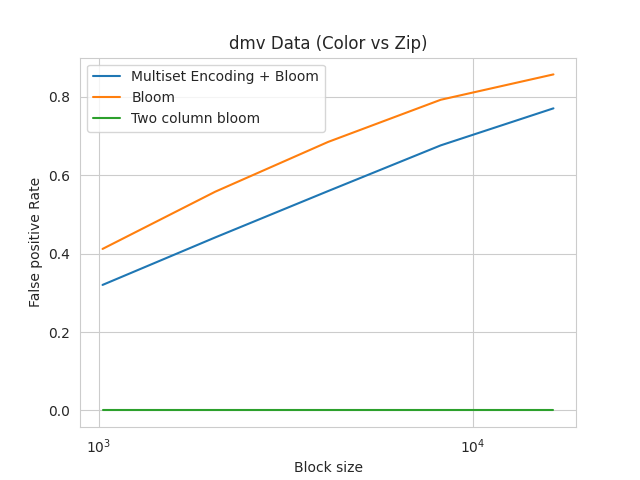 dmv Data (Color vs Zip)
Multiset Encoding + Bloom
Bloom
Two column bloom
False positive Rate
0.8
0.6
0.4
0.2
0.0
10³
10⁴
Block size